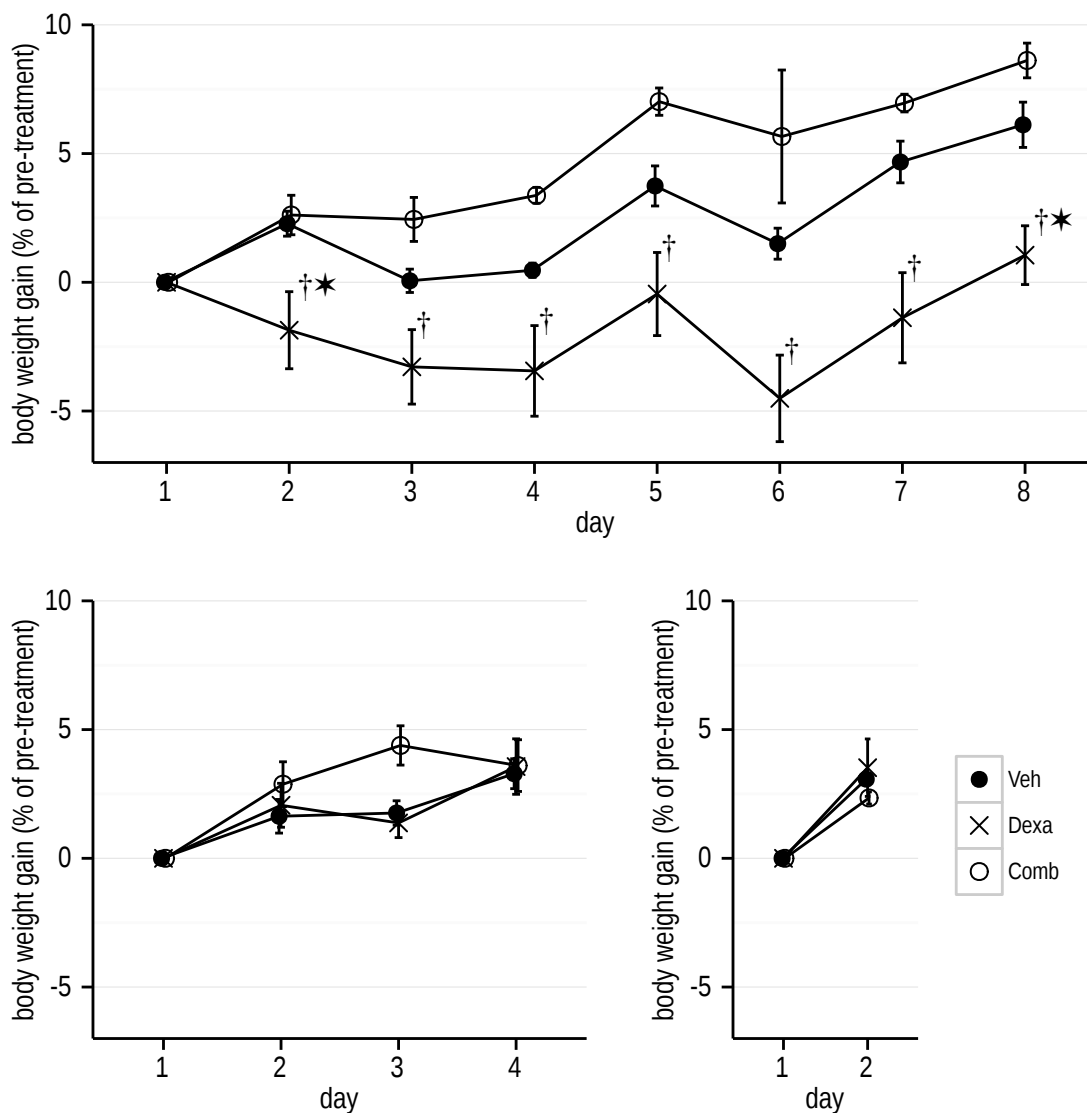 body weight gain (% of pre-treatment)
10
5
0
-5
†✶
†
†
†
†
†
†✶
1 2 3 4 5 6 7 8
day
body weight gain (% of pre-treatment)
10
5
0
-5
1 2 3 4
day
body weight gain (% of pre-treatment)
10
5
0
-5
1 2
day
Veh
Dexa
Comb